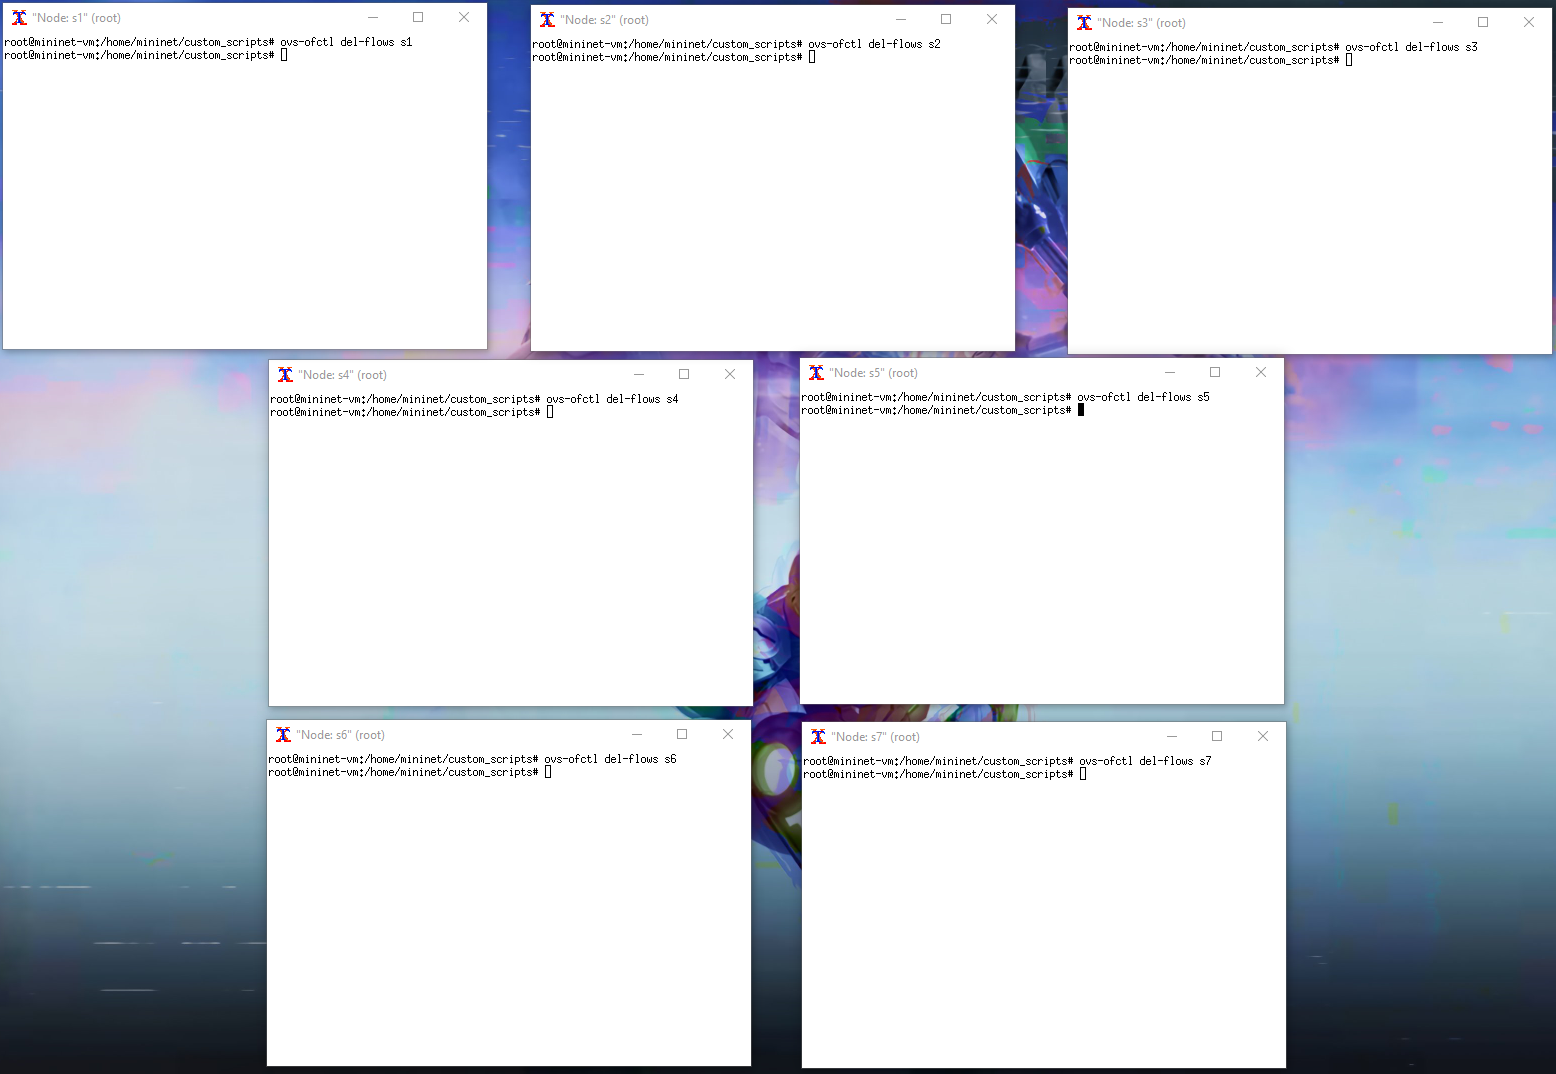 "Node: s1" (root)
root@mininet-vm:/home/mininet/custom_scripts# ovs-ofctl del-flows s1
root@mininet-vm:/home/mininet/custom_scripts#
"Node: s2" (root)
root@mininet-vm:/home/mininet/custom_scripts# ovs-ofctl del-flows s2
root@mininet-vm:/home/mininet/custom_scripts#
"Node: s3" (root)
root@mininet-vm:/home/mininet/custom_scripts# ovs-ofctl del-flows s3
root@mininet-vm:/home/mininet/custom_scripts#
"Node: s4" (root)
root@mininet-vm:/home/mininet/custom_scripts# ovs-ofctl del-flows s4
root@mininet-vm:/home/mininet/custom_scripts#
"Node: s5" (root)
root@mininet-vm:/home/mininet/custom_scripts# ovs-ofctl del-flows s5
root@mininet-vm:/home/mininet/custom_scripts#
"Node: s6" (root)
root@mininet-vm:/home/mininet/custom_scripts# ovs-ofctl del-flows s6
root@mininet-vm:/home/mininet/custom_scripts#
"Node: s7" (root)
root@mininet-vm:/home/mininet/custom_scripts# ovs-ofctl del-flows s7
root@mininet-vm:/home/mininet/custom_scripts#